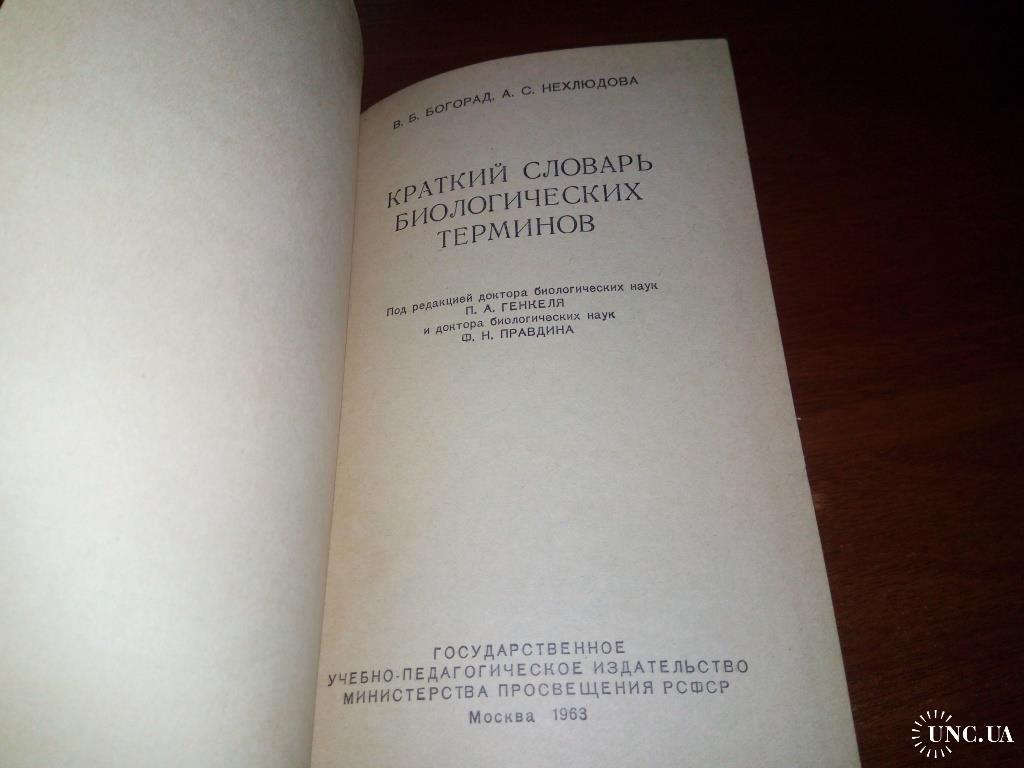 В. Б. БОГОРАД, А. С. НЕХЛЮДОВА
КРАТКИЙ СЛОВАРЬ
БИОЛОГИЧЕСКИХ
ТЕРМИНОВ
Под редакцией доктора биологических наук
П. А. ГЕНКЕЛЯ
и доктора биологических наук
Ф. Н. ПРАВДИНА
ГОСУДАРСТВЕННОЕ
УЧЕБНО-ПЕДАГОГИЧЕСКОЕ ИЗДАТЕЛЬСТВО
МИНИСТЕРСТВА ПРОСВЕЩЕНИЯ РСФСР
Москва 1963
UNC.UA